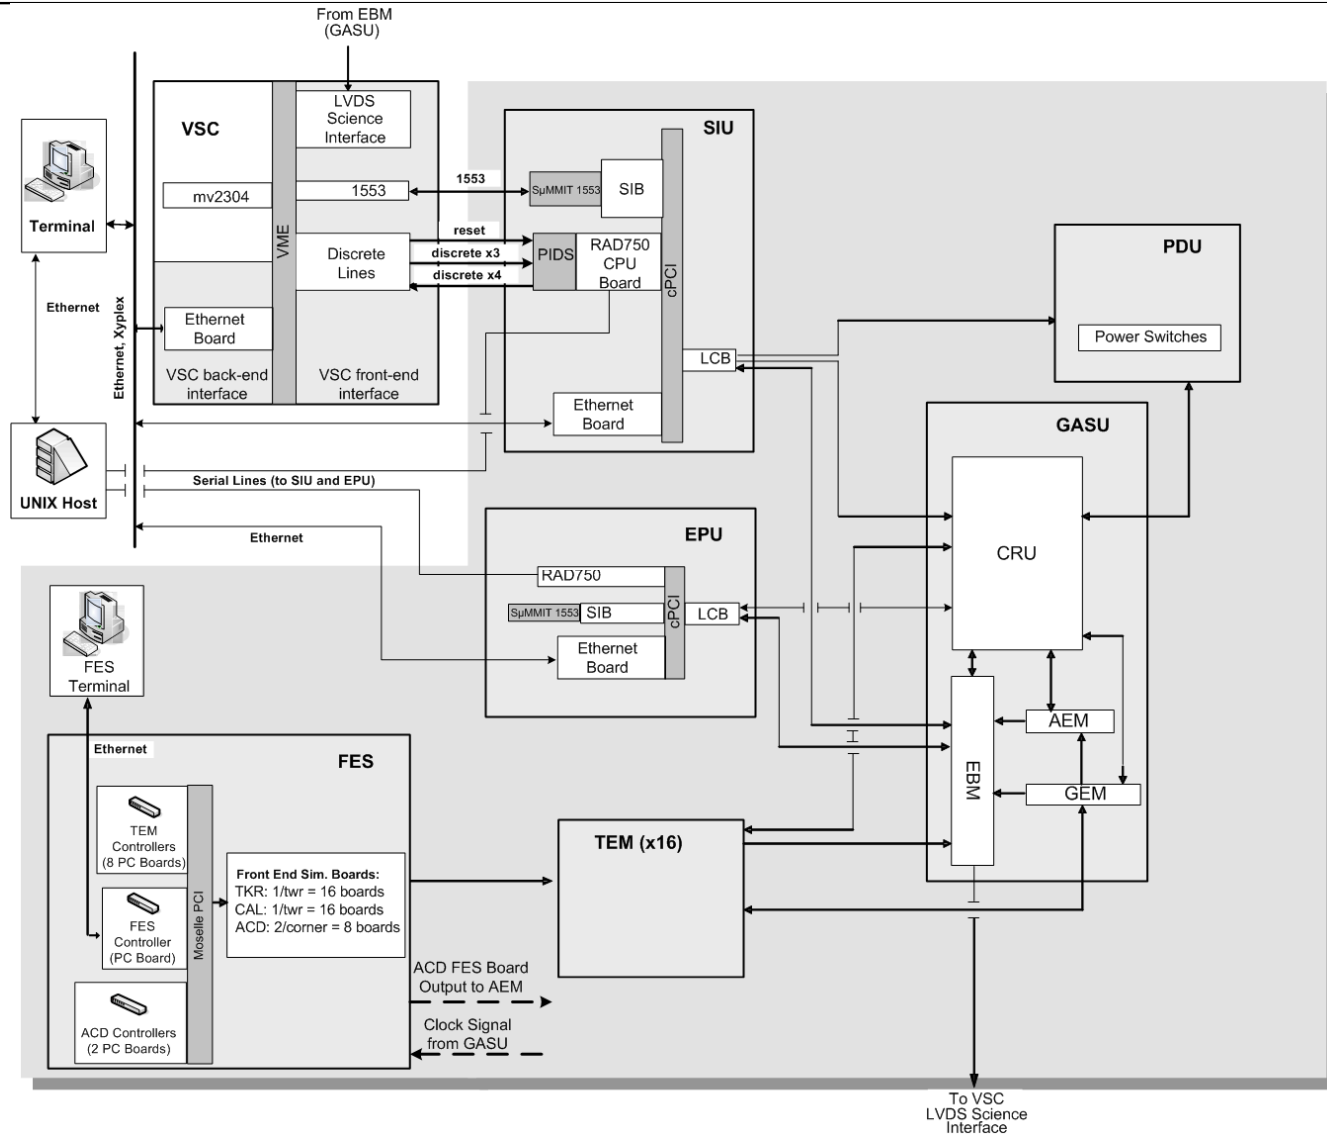 From EBM
(GASU)
VSC
LVDS
Science
Interface
mv2304
1553
VME
Discrete
Lines
Ethernet
Board
VSC back-end
interface
VSC front-end
interface
Terminal
Ethernet
Ethernet, Xyplex
UNIX Host
1553
reset
discrete x3
discrete x4
SIU
SµMMIT 1553
SIB
PIDS
RAD750
CPU
Board
cPCI
LCB
Ethernet
Board
PDU
Power Switches
Serial Lines (to SIU and EPU)
Ethernet
EPU
RAD750
SµMMIT 1553
SIB
cPCI
LCB
Ethernet
Board
GASU
CRU
AEM
EBM
GEM
FES
Terminal
Ethernet
FES
TEM
Controllers
(8 PC Boards)
FES
Controller
(PC Board)
ACD Controllers
(2 PC Boards)
Moselle PCI
Front End Sim. Boards:
TKR: 1/twr = 16 boards
CAL: 1/twr = 16 boards
ACD: 2/corner = 8 boards
TEM (x16)
ACD FES Board
Output to AEM
Clock Signal
from GASU
To VSC
LVDS Science
Interface